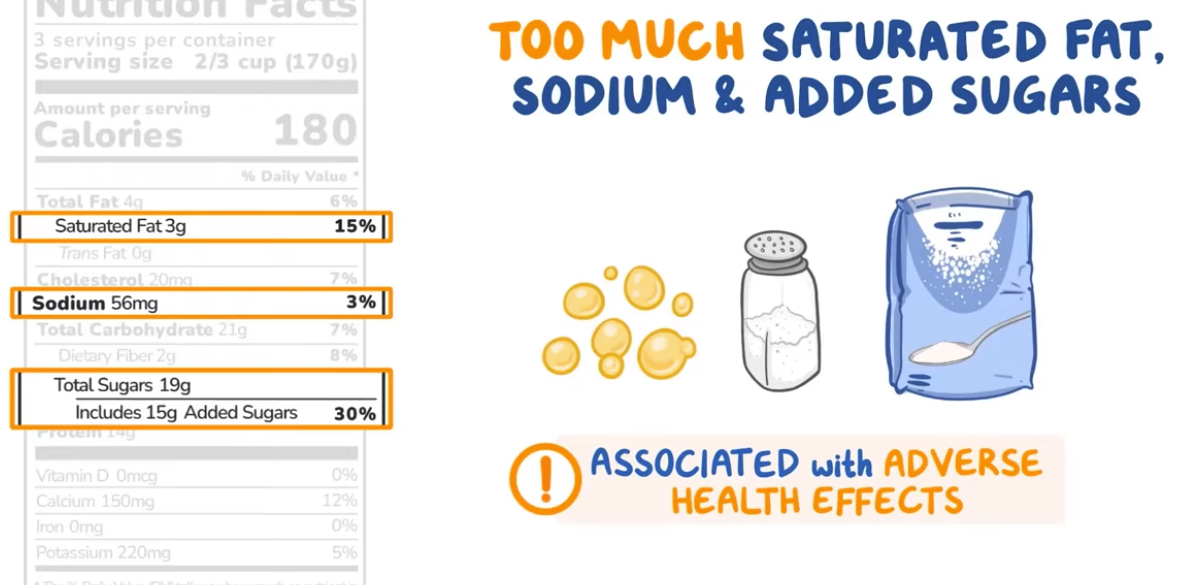 Nutrition Facts
3 servings per container
Serving size 2/3 cup (170g)
Amount per serving
Calories 180
% Daily Value *
Total Fat 4g 6%
Saturated Fat 3g 15%
Trans Fat 0g
Cholesterol 20mg 7%
Sodium 56mg 3%
Total Carbohydrate 21g 7%
Dietary Fiber 2g 8%
Total Sugars 19g
Includes 15g Added Sugars 30%
Protein 14g
Vitamin D 0mcg 0%
Calcium 150mg 12%
Iron 0mg 0%
Potassium 220mg 5%
TOO MUCH SATURATED FAT,
SODIUM & ADDED SUGARS
! ASSOCIATED with ADVERSE
HEALTH EFFECTS